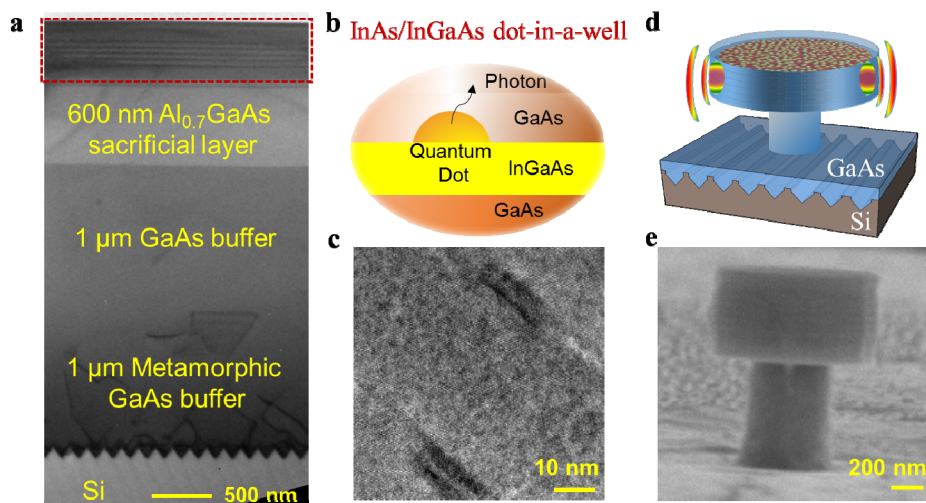 a
600 nm Al0.7GaAs
sacrificial layer
1 µm GaAs buffer
1 µm Metamorphic
GaAs buffer
Si
500 nm
b
InAs/InGaAs dot-in-a-well
Photon
GaAs
Quantum
Dot
InGaAs
GaAs
c
10 nm
d
GaAs
Si
e
200 nm